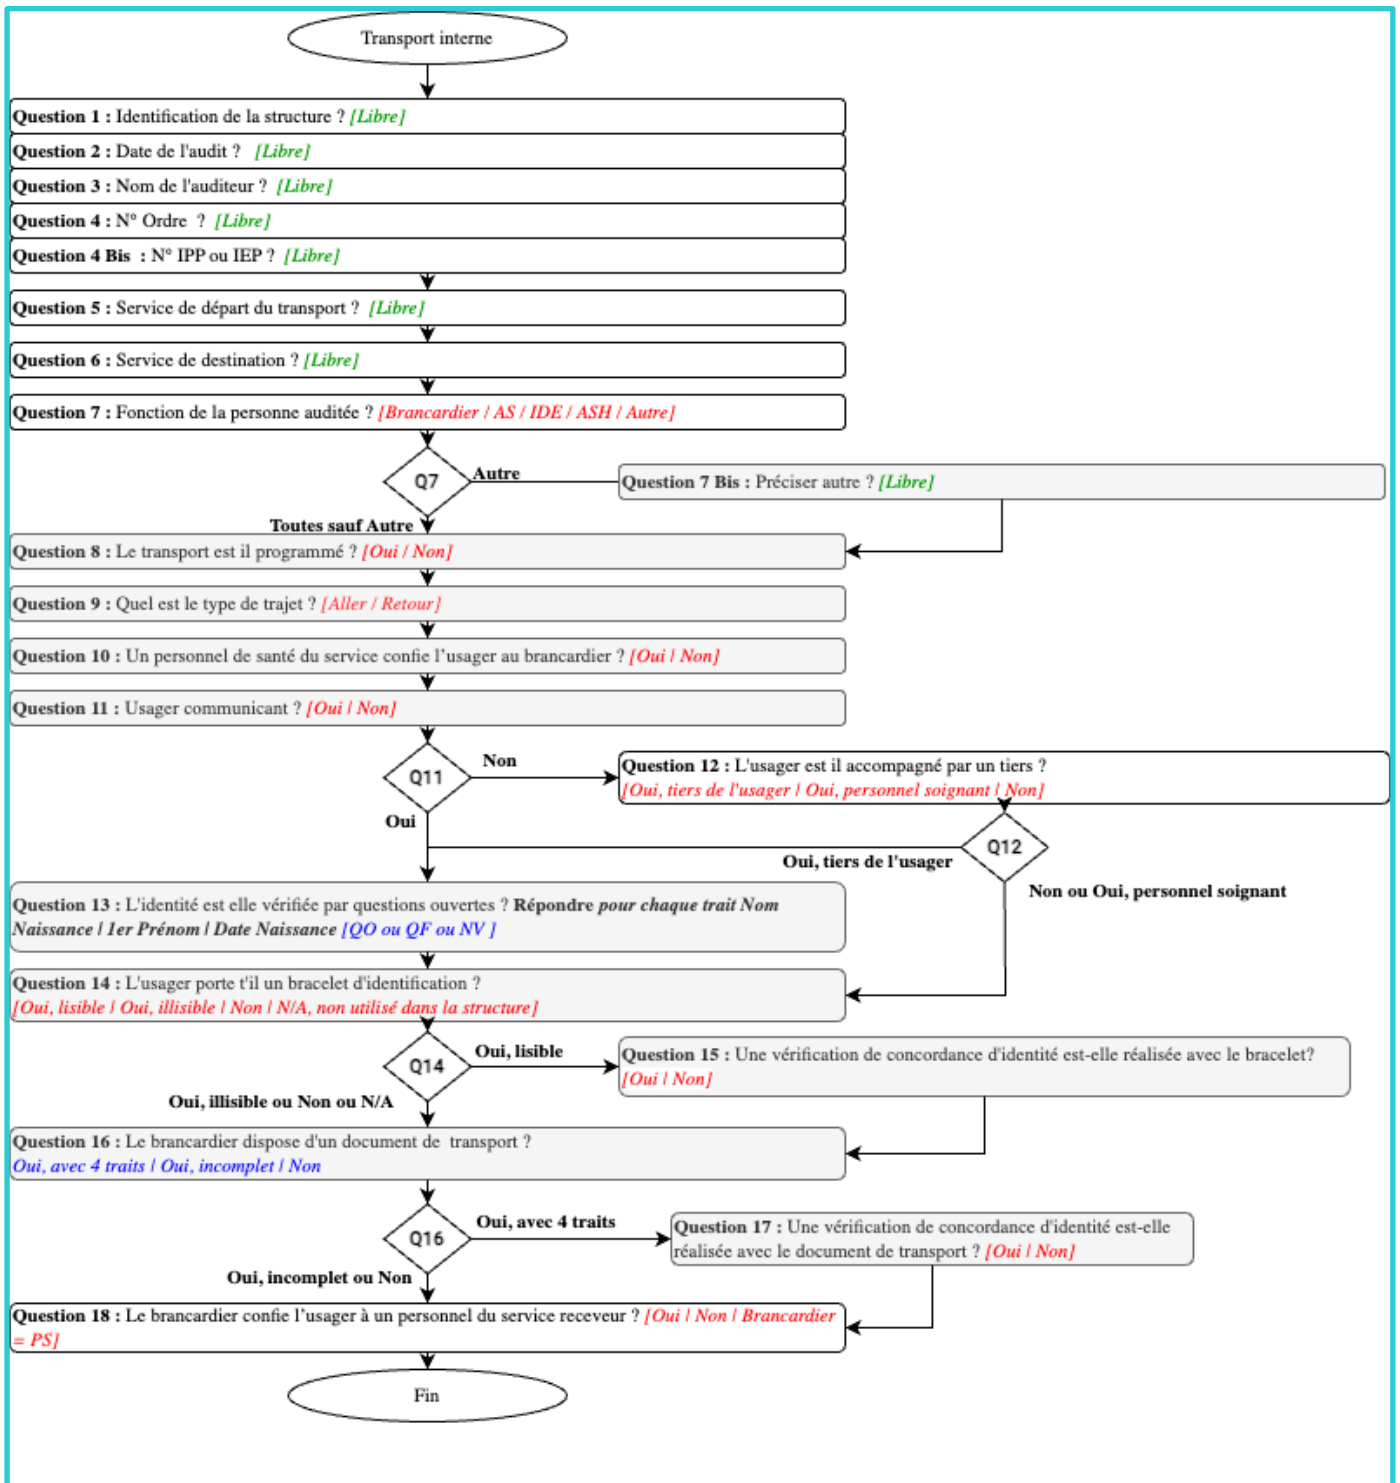 Transport interne
Question 1 : Identification de la structure ? [Libre]
Question 2 : Date de l'audit ? [Libre]
Question 3 : Nom de l'auditeur ? [Libre]
Question 4 : N° Ordre ? [Libre]
Question 4 Bis : N° IPP ou IEP ? [Libre]
Question 5 : Service de départ du transport ? [Libre]
Question 6 : Service de destination ? [Libre]
Question 7 : Fonction de la personne auditée ? [Brancardier / AS / IDE / ASH / Autre]
Q7
Autre
Question 7 Bis : Préciser autre ? [Libre]
Toutes sauf Autre
Question 8 : Le transport est il programmé ? [Oui / Non]
Question 9 : Quel est le type de trajet ? [Aller / Retour]
Question 10 : Un personnel de santé du service confie l’usager au brancardier ? [Oui | Non]
Question 11 : Usager communicant ? [Oui | Non]
Q11
Non
Question 12 : L'usager est il accompagné par un tiers ?
[Oui, tiers de l'usager | Oui, personnel soignant | Non]
Oui
Q12
Oui, tiers de l'usager
Non ou Oui, personnel soignant
Question 13 : L'identité est elle vérifiée par questions ouvertes ? Répondre pour chaque trait Nom
Naissance | 1er Prénom | Date Naissance [QO ou QF ou NV ]
Question 14 : L'usager porte t'il un bracelet d'identification ?
[Oui, lisible | Oui, illisible | Non | N/A, non utilisé dans la structure]
Q14
Oui, lisible
Question 15 : Une vérification de concordance d'identité est-elle réalisée avec le bracelet?
[Oui | Non]
Oui, illisible ou Non ou N/A
Question 16 : Le brancardier dispose d'un document de transport ?
Oui, avec 4 traits | Oui, incomplet | Non
Q16
Oui, avec 4 traits
Question 17 : Une vérification de concordance d'identité est-elle
réalisée avec le document de transport ? [Oui | Non]
Oui, incomplet ou Non
Question 18 : Le brancardier confie l’usager à un personnel du service receveur ? [Oui | Non | Brancardier
= PS]
Fin